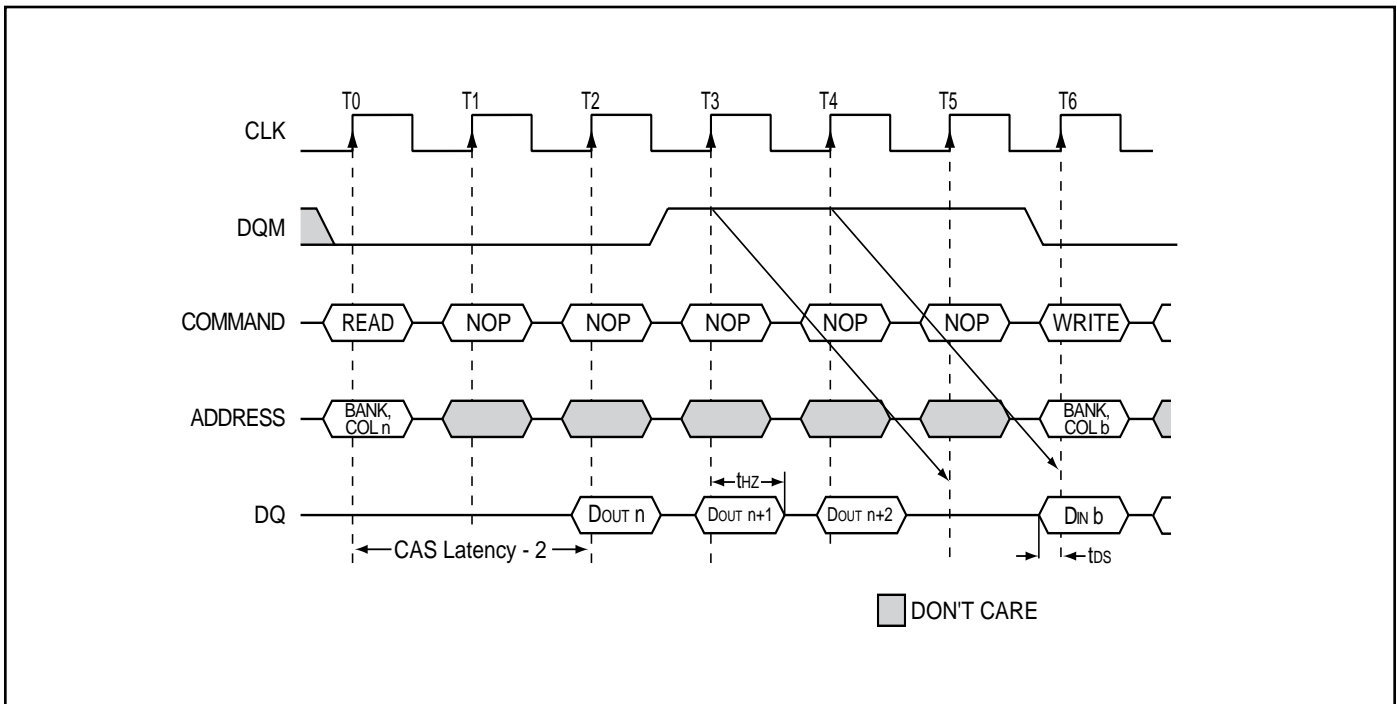 T0 T1 T2 T3 T4 T5 T6
CLK
DQM
COMMAND READ NOP NOP NOP NOP NOP WRITE
ADDRESS BANK, COL n BANK, COL b
tHZ
DQ DOUT n DOUT n+1 DOUT n+2 DIN b
CAS Latency - 2 tDS
DON'T CARE